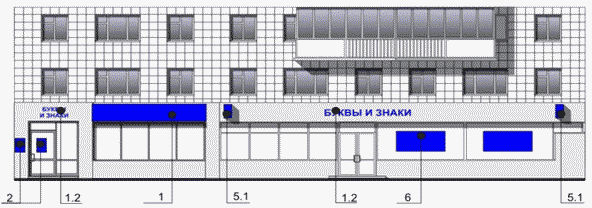 БУКВЫ
И ЗНАКИ
БУКВЫ И ЗНАКИ
2 1.2 1 5.1 1.2 6 5.1